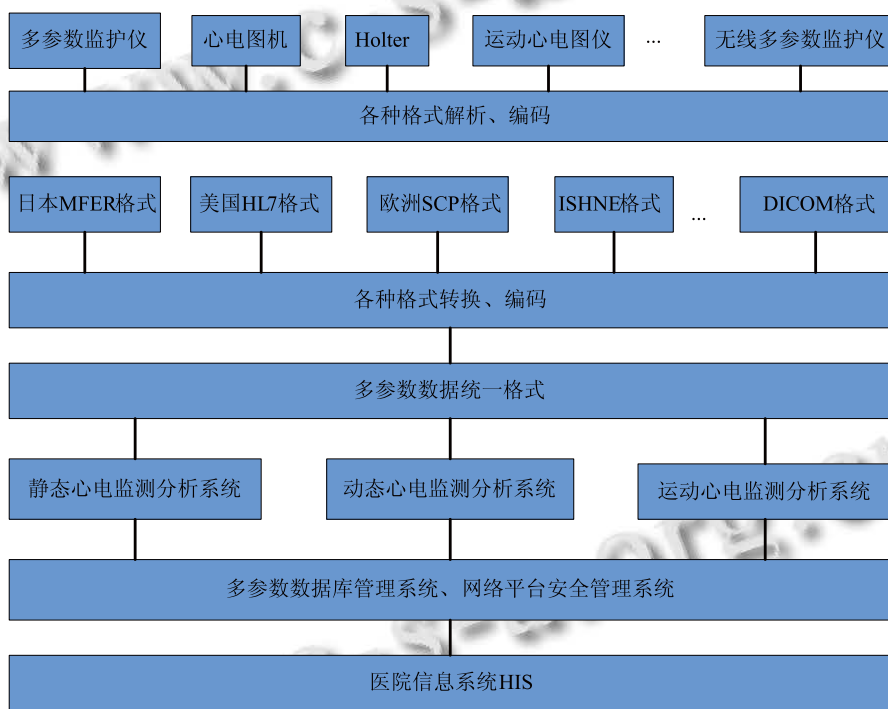 多参数监护仪 心电图机 Holter 运动心电图仪 ... 无线多参数监护仪
各种格式解析、编码
日本MFER格式 美国HL7格式 欧洲SCP格式 ISHNE格式 ... DICOM格式
各种格式转换、编码
多参数数据统一格式
静态心电监测分析系统 动态心电监测分析系统 运动心电监测分析系统
多参数数据库管理系统、网络平台安全管理系统
医院信息系统HIS